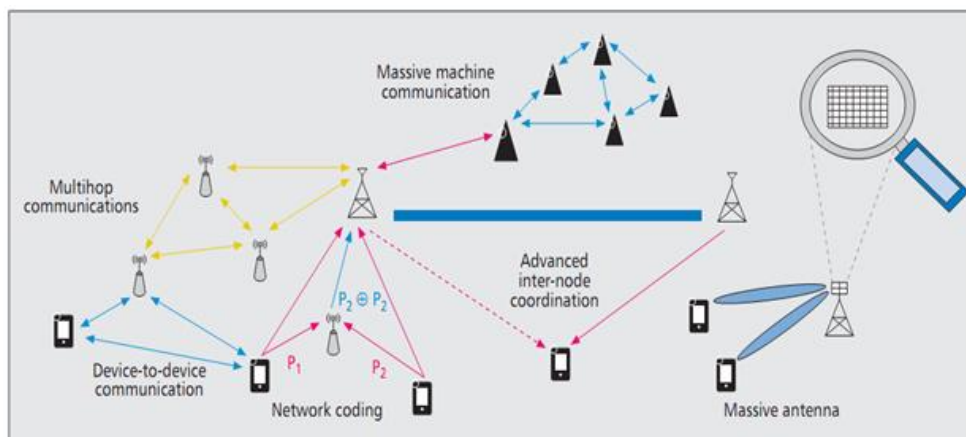 Massive machine
communication
Multihop
communications
Advanced
inter-node
coordination
P₂ ⊕ P₂
Device-to-device
communication
P₁
P₂
Network coding
Massive antenna